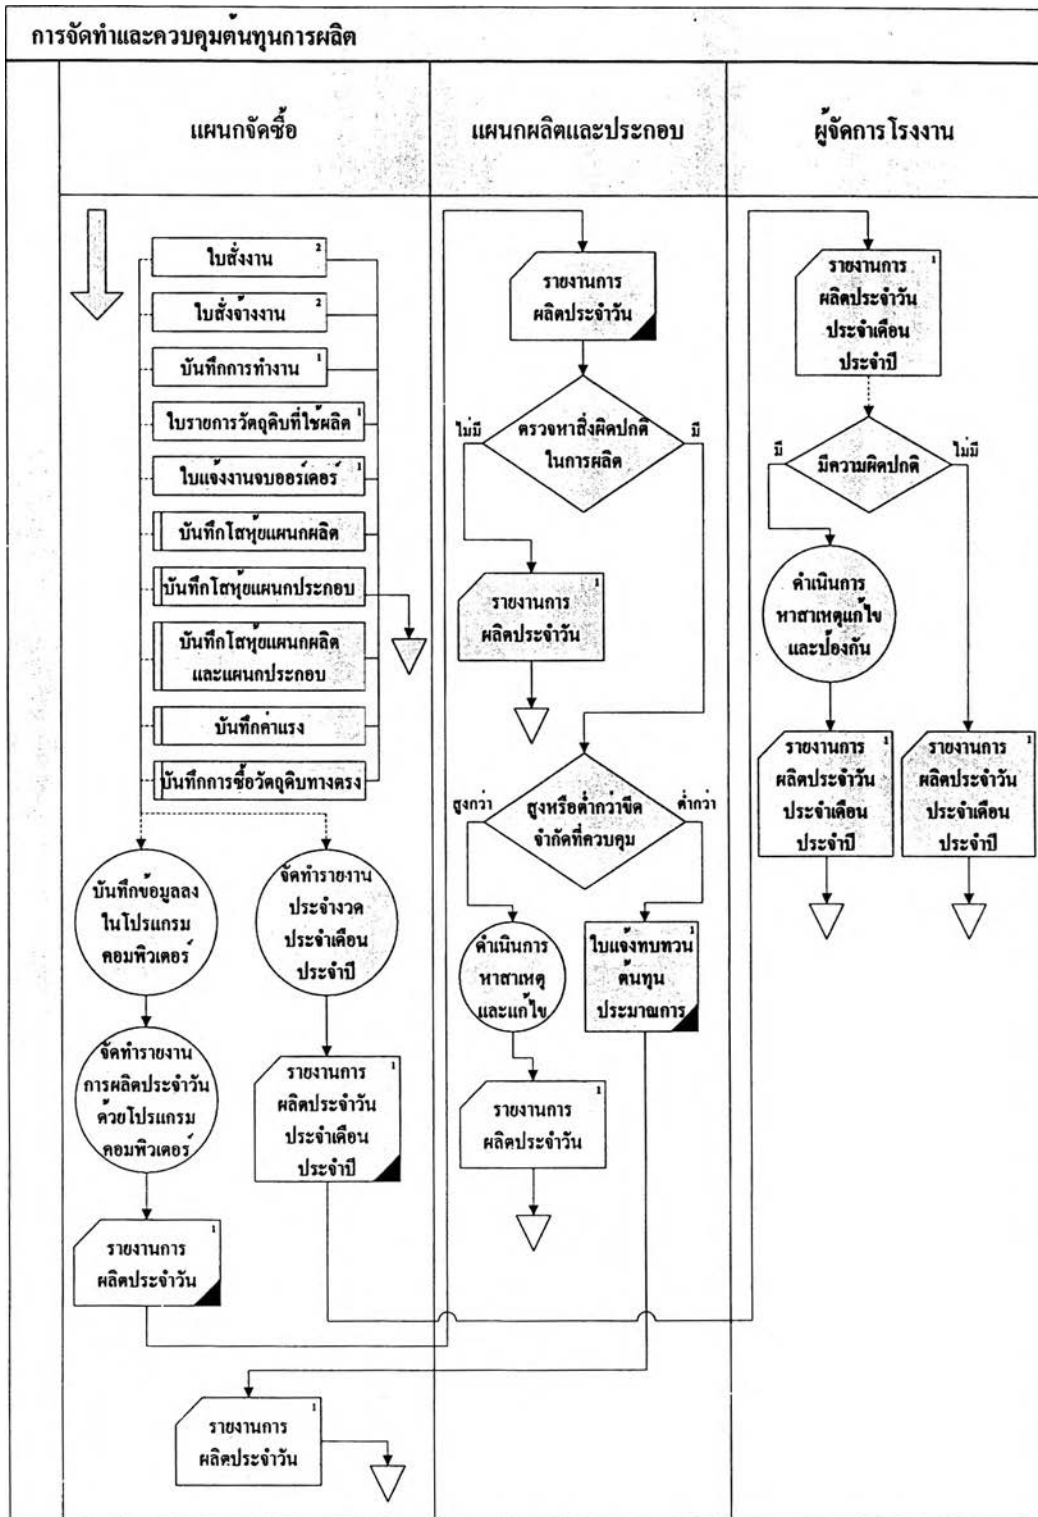 การจัดทำและควบคุมต้นทุนการผลิต
แผนกจัดซื้อ
แผนกผลิตและประกอบ
ผู้จัดการโรงงาน
ใบสั่งงาน 2
ใบสั่งจ้างงาน 2
บันทึกการทำงาน 1
ใบรายการวัตถุดิบที่ใช้ผลิต 1
ใบแจ้งงานจบออร์เดอร์ 1
บันทึกโสหุ้ยแผนกผลิต
บันทึกโสหุ้ยแผนกประกอบ
บันทึกโสหุ้ยแผนกผลิต
และแผนกประกอบ
บันทึกค่าแรง
บันทึกการซื้อวัตถุดิบทางตรง
บันทึกข้อมูลลง
ในโปรแกรม
คอมพิวเตอร์
จัดทำรายงาน
ประจำงวด
ประจำเดือน
ประจำปี
จัดทำรายงาน
การผลิตประจำวัน
ด้วยโปรแกรม
คอมพิวเตอร์
1
รายงานการ
ผลิตประจำวัน
ประจำเดือน
ประจำปี
1
รายงานการ
ผลิตประจำวัน
1
รายงานการ
ผลิตประจำวัน
รายงานการ
ผลิตประจำวัน
ไม่มี
ตรวจหาสิ่งผิดปกติ
ในการผลิต
มี
1
รายงานการ
ผลิตประจำวัน
สูงกว่า
สูงหรือต่ำกว่าขีด
จำกัดที่ควบคุม
ต่ำกว่า
ดำเนินการ
หาสาเหตุ
และแก้ไข
1
ใบแจ้งทบทวน
ต้นทุน
ประมาณการ
1
รายงานการ
ผลิตประจำวัน
1
รายงานการ
ผลิตประจำวัน
ประจำเดือน
ประจำปี
มี
มีความผิดปกติ
ไม่มี
ดำเนินการ
หาสาเหตุแก้ไข
และป้องกัน
1
รายงานการ
ผลิตประจำวัน
ประจำเดือน
ประจำปี
1
รายงานการ
ผลิตประจำวัน
ประจำเดือน
ประจำปี